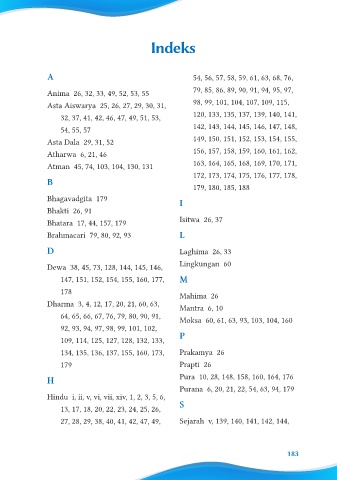 Indeks
A
Anima 26, 32, 33, 49, 52, 53, 55
Asta Aiswarya 25, 26, 27, 29, 30, 31,
32, 37, 41, 42, 46, 47, 49, 51, 53,
54, 55, 57
Asta Dala 29, 31, 52
Atharwa 6, 21, 46
Atman 45, 74, 103, 104, 130, 131
B
Bhagavadgita 179
Bhakti 26, 91
Bhatara 17, 44, 157, 179
Brahmacari 79, 80, 92, 93
D
Dewa 38, 45, 73, 128, 144, 145, 146,
147, 151, 152, 154, 155, 160, 177,
178
Dharma 3, 4, 12, 17, 20, 21, 60, 63,
64, 65, 66, 67, 76, 79, 80, 90, 91,
92, 93, 94, 97, 98, 99, 101, 102,
109, 114, 125, 127, 128, 132, 133,
134, 135, 136, 137, 155, 160, 173,
179
H
Hindu i, ii, v, vi, vii, xiv, 1, 2, 3, 5, 6,
13, 17, 18, 20, 22, 23, 24, 25, 26,
27, 28, 29, 38, 40, 41, 42, 47, 49,
54, 56, 57, 58, 59, 61, 63, 68, 76,
79, 85, 86, 89, 90, 91, 94, 95, 97,
98, 99, 101, 104, 107, 109, 115,
120, 133, 135, 137, 139, 140, 141,
142, 143, 144, 145, 146, 147, 148,
149, 150, 151, 152, 153, 154, 155,
156, 157, 158, 159, 160, 161, 162,
163, 164, 165, 168, 169, 170, 171,
172, 173, 174, 175, 176, 177, 178,
179, 180, 185, 188
I
Isitwa 26, 37
L
Laghima 26, 33
Lingkungan 60
M
Mahima 26
Mantra 6, 10
Moksa 60, 61, 63, 93, 103, 104, 160
P
Prakamya 26
Prapti 26
Pura 10, 28, 148, 158, 160, 164, 176
Purana 6, 20, 21, 22, 54, 63, 94, 179
S
Sejarah v, 139, 140, 141, 142, 144,
183